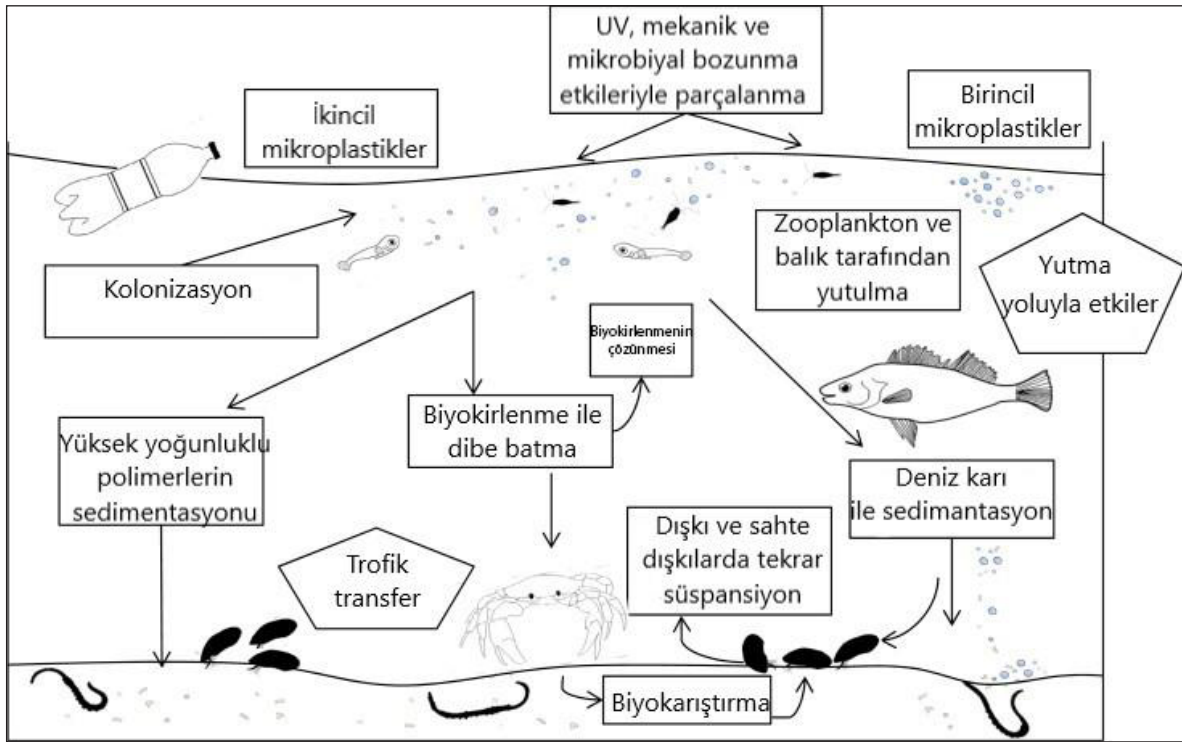 UV, mekanik ve
mikrobiyal bozunma
etkileriyle parçalanma
İkincil
mikroplastikler
Birincil
mikroplastikler
Kolonizasyon
Zooplankton ve
balık tarafından
yutulma
Yutma
yoluyla etkiler
Biyokirlenmenin
çözünmesi
Biyokirlenme ile
dibe batma
Yüksek yoğunluklu
polimerlerin
sedimentasyonu
Deniz karı
ile sedimantasyon
Dışkı ve sahte
dışkılarda tekrar
süspansiyon
Trofik
transfer
Biyokarıştırma